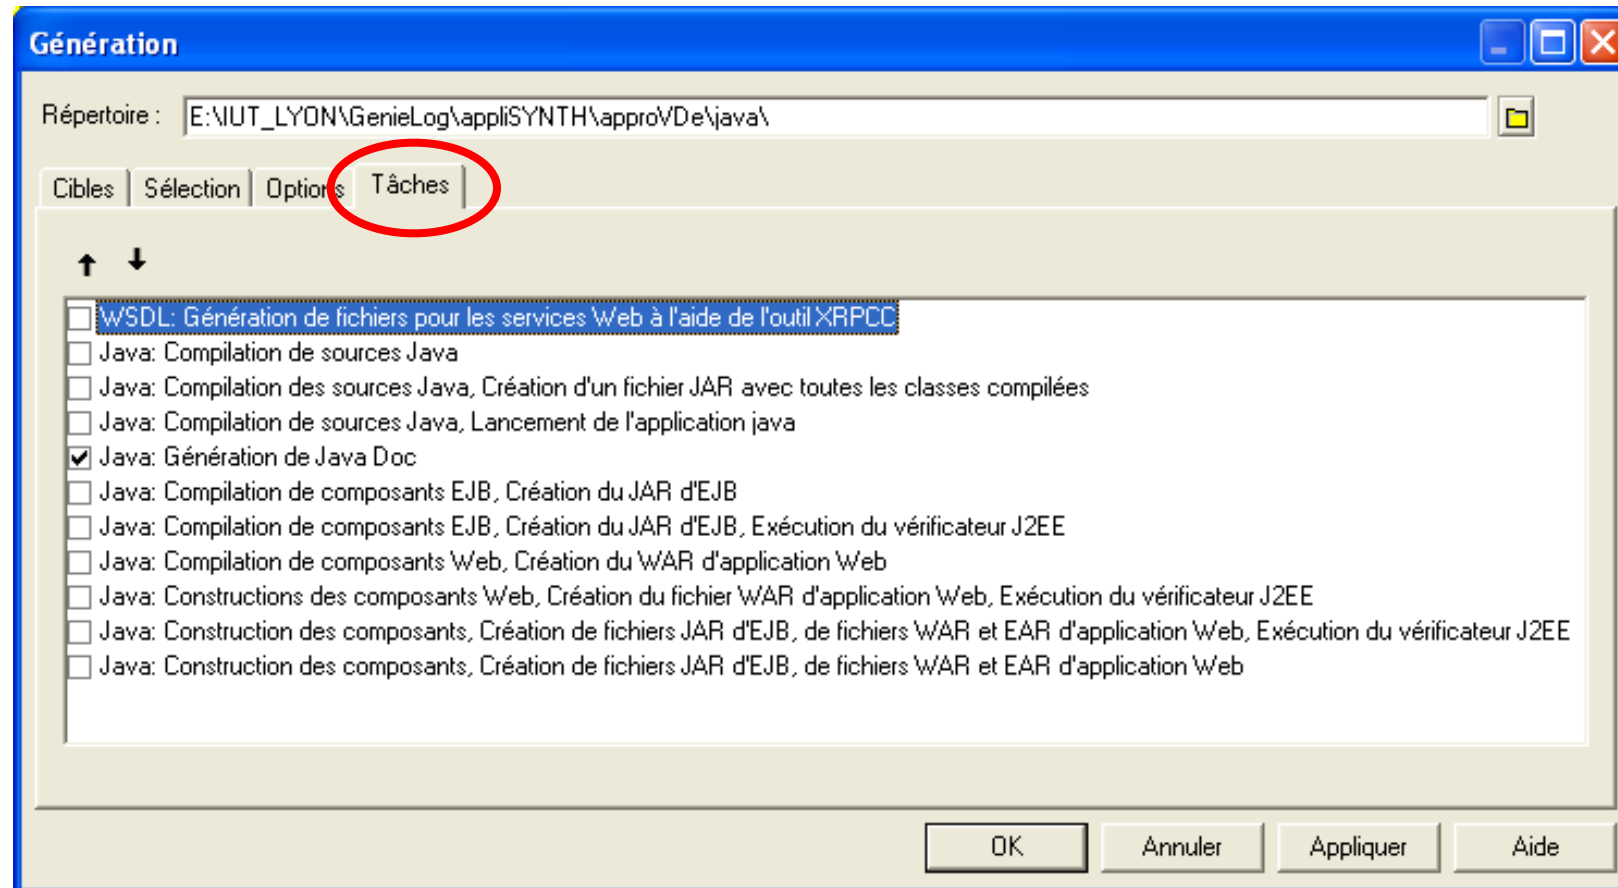 Génération
Répertoire : E:\IUT_LYON\GenieLog\appliSYNTH\approVDe\java\
Cibles Sélection Options Tâches
WSDL: Génération de fichiers pour les services Web à l'aide de l'outil XRPCC
Java: Compilation de sources Java
Java: Compilation des sources Java, Création d'un fichier JAR avec toutes les classes compilées
Java: Compilation de sources Java, Lancement de l'application java
Java: Génération de Java Doc
Java: Compilation de composants EJB, Création du JAR d'EJB
Java: Compilation de composants EJB, Création du JAR d'EJB, Exécution du vérificateur J2EE
Java: Compilation de composants Web, Création du WAR d'application Web
Java: Constructions des composants Web, Création du fichier WAR d'application Web, Exécution du vérificateur J2EE
Java: Construction des composants, Création de fichiers JAR d'EJB, de fichiers WAR et EAR d'application Web, Exécution du vérificateur J2EE
Java: Construction des composants, Création de fichiers JAR d'EJB, de fichiers WAR et EAR d'application Web
OK Annuler Appliquer Aide